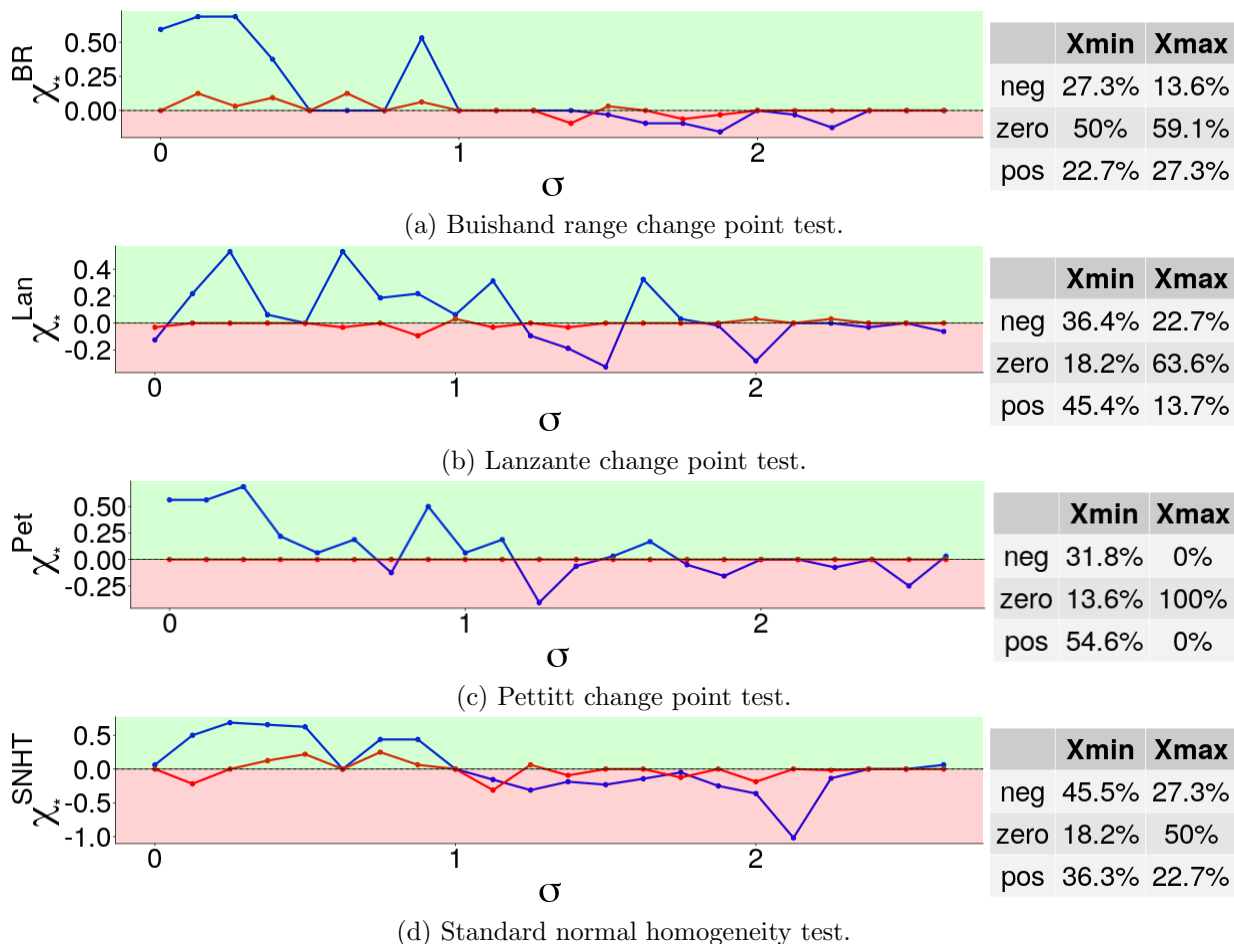 χ*BR
0.50
0.25
0.00
0 1 2
σ
Xmin Xmax
neg 27.3% 13.6%
zero 50% 59.1%
pos 22.7% 27.3%
(a) Buishand range change point test.
χ*Lan
0.4
0.2
0.0
-0.2
0 1 2
σ
Xmin Xmax
neg 36.4% 22.7%
zero 18.2% 63.6%
pos 45.4% 13.7%
(b) Lanzante change point test.
χ*Pet
0.50
0.25
0.00
-0.25
0 1 2
σ
Xmin Xmax
neg 31.8% 0%
zero 13.6% 100%
pos 54.6% 0%
(c) Pettitt change point test.
χ*SNHT
0.5
0.0
-0.5
-1.0
0 1 2
σ
Xmin Xmax
neg 45.5% 27.3%
zero 18.2% 50%
pos 36.3% 22.7%
(d) Standard normal homogeneity test.